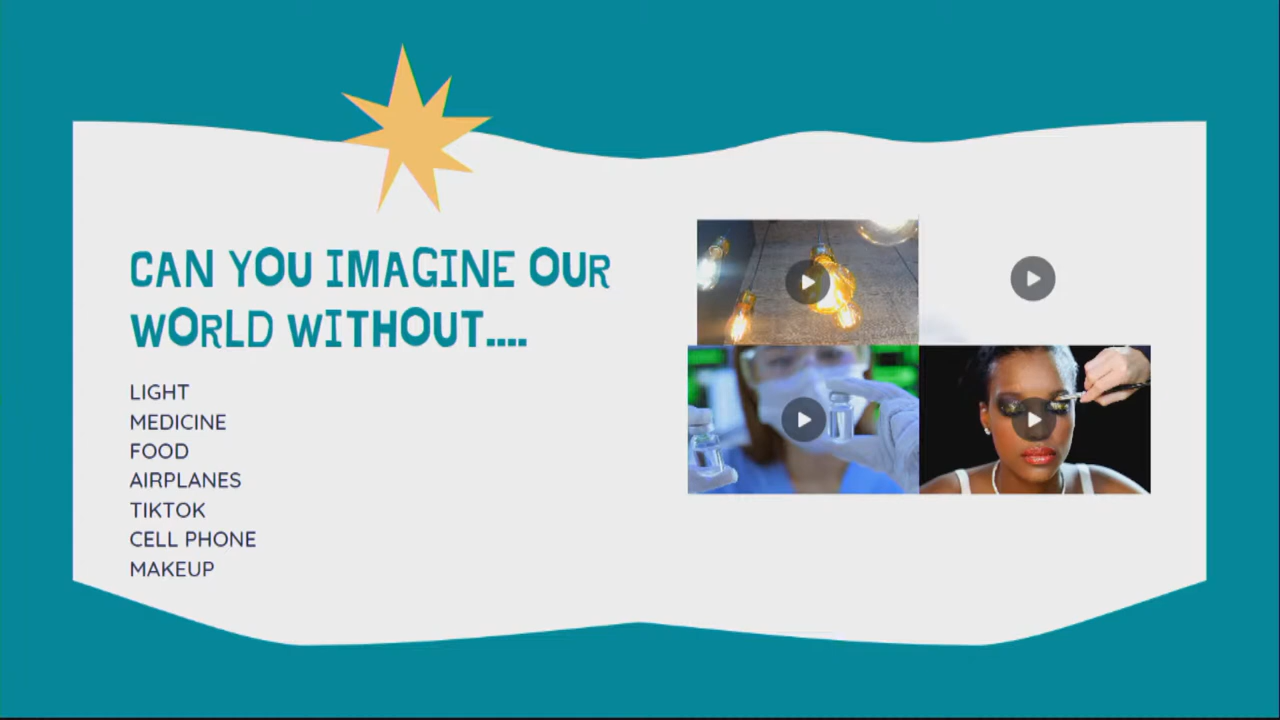 CAN YOU IMAGINE OUR
WORLD WITHOUT....
LIGHT
MEDICINE
FOOD
AIRPLANES
TIKTOK
CELL PHONE
MAKEUP